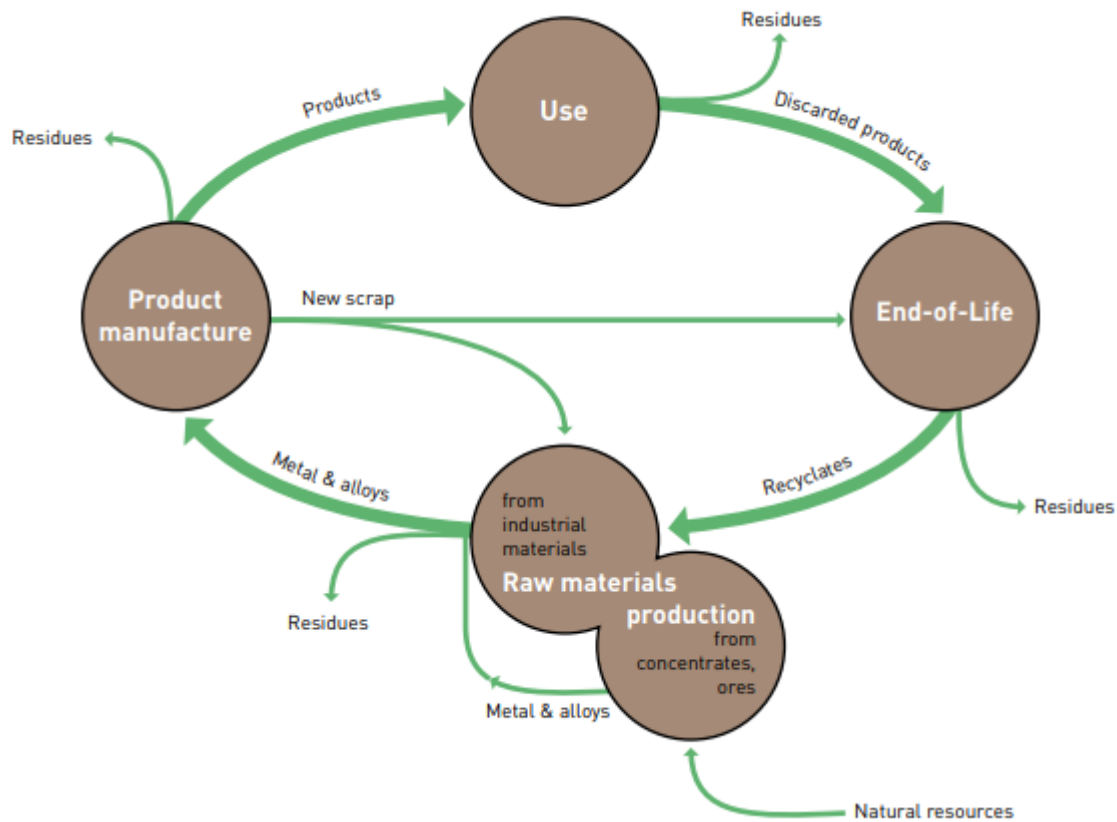 Residues
Use
Products
Discarded products
Residues
Product
manufacture
New scrap
End-of-Life
Metal & alloys
Recyclates
from
industrial
materials
Raw materials
production
from
concentrates,
ores
Residues
Residues
Metal & alloys
Natural resources